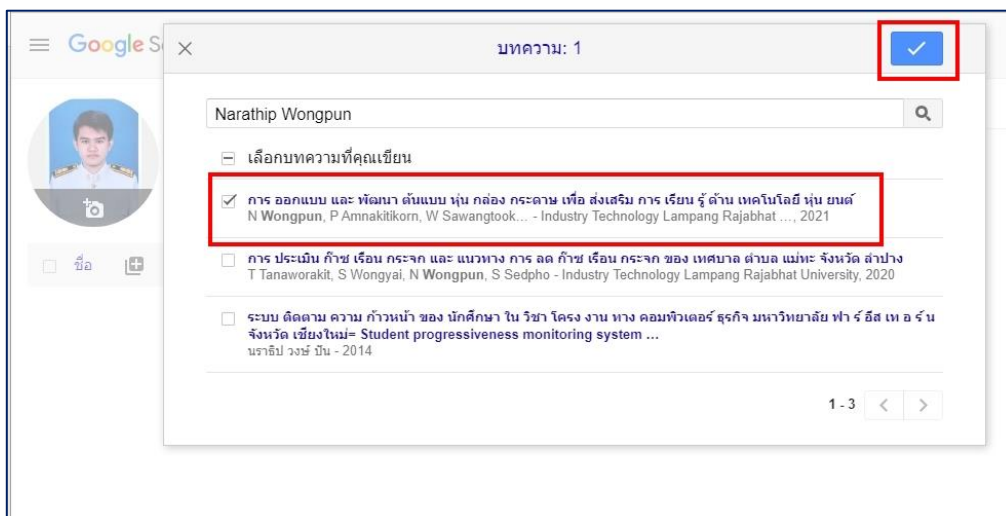 Google S
บทความ: 1
Narathip Wongpun
เลือกบทความที่คุณเขียน
การ ออกแบบ และ พัฒนา ต้นแบบ หุ่น กล่อง กระดาษ เพื่อ ส่งเสริม การ เรียน รู้ ด้าน เทคโนโลยี หุ่น ยนต์
N Wongpun, P Amnakitikorn, W Sawangtook... - Industry Technology Lampang Rajabhat ..., 2021
การ ประเมิน ก๊าซ เรือน กระจก และ แนวทาง การ ลด ก๊าซ เรือน กระจก ของ เทศบาล ตำบล แม่ทะ จังหวัด ลำปาง
T Tanaworakit, S Wongyai, N Wongpun, S Sedpho - Industry Technology Lampang Rajabhat University, 2020
ชื่อ
ระบบ ติดตาม ความ ก้าวหน้า ของ นักศึกษา ใน วิชา โครง งาน ทาง คอมพิวเตอร์ ธุรกิจ มหาวิทยาลัย ฟา ร์ อีส เท อ ร์ น
จังหวัด เชียงใหม่= Student progressiveness monitoring system ...
นราธิป วงษ์ ปัน - 2014
1 - 3